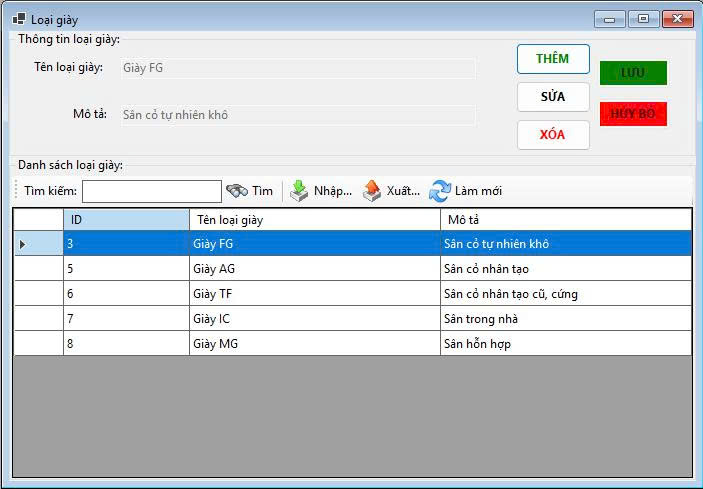 Loại giày
Thông tin loại giày:
Tên loại giày: Giày FG
Mô tả: Sân cỏ tự nhiên khô
THÊM
LƯU
SỬA
HỦY BỎ
XÓA
Danh sách loại giày:
Tìm kiếm: Tìm Nhập... Xuất... Làm mới
ID Tên loại giày Mô tả
3 Giày FG Sân cỏ tự nhiên khô
5 Giày AG Sân cỏ nhân tạo
6 Giày TF Sân cỏ nhân tạo cũ, cứng
7 Giày IC Sân trong nhà
8 Giày MG Sân hỗn hợp